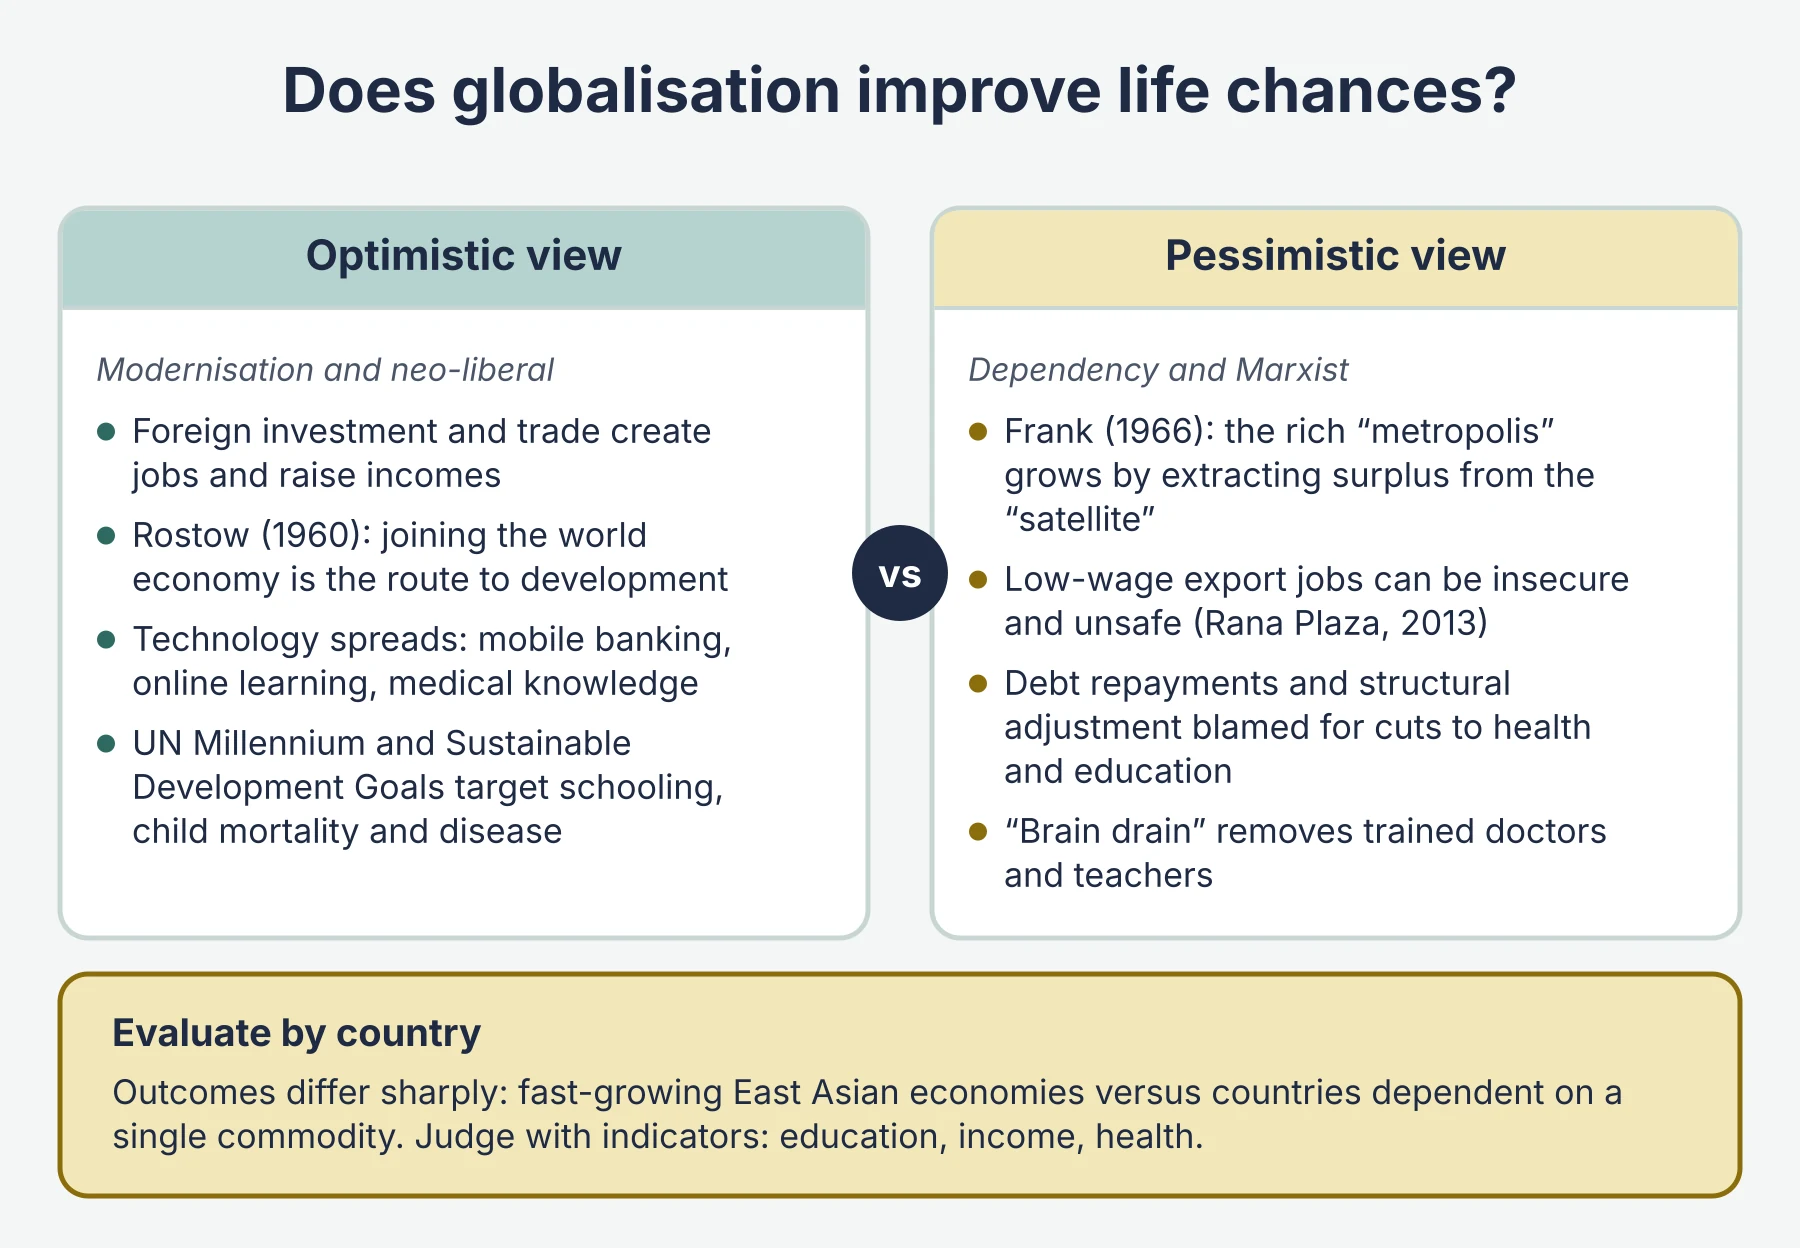 Does globalisation improve life chances?
Optimistic view
Modernisation and neo-liberal
Foreign investment and trade create
jobs and raise incomes
Rostow (1960): joining the world
economy is the route to development
Technology spreads: mobile banking,
online learning, medical knowledge
UN Millennium and Sustainable
Development Goals target schooling,
child mortality and disease
vs
Pessimistic view
Dependency and Marxist
Frank (1966): the rich “metropolis”
grows by extracting surplus from the
“satellite”
Low-wage export jobs can be insecure
and unsafe (Rana Plaza, 2013)
Debt repayments and structural
adjustment blamed for cuts to health
and education
“Brain drain” removes trained doctors
and teachers
Evaluate by country
Outcomes differ sharply: fast-growing East Asian economies versus countries dependent on a
single commodity. Judge with indicators: education, income, health.